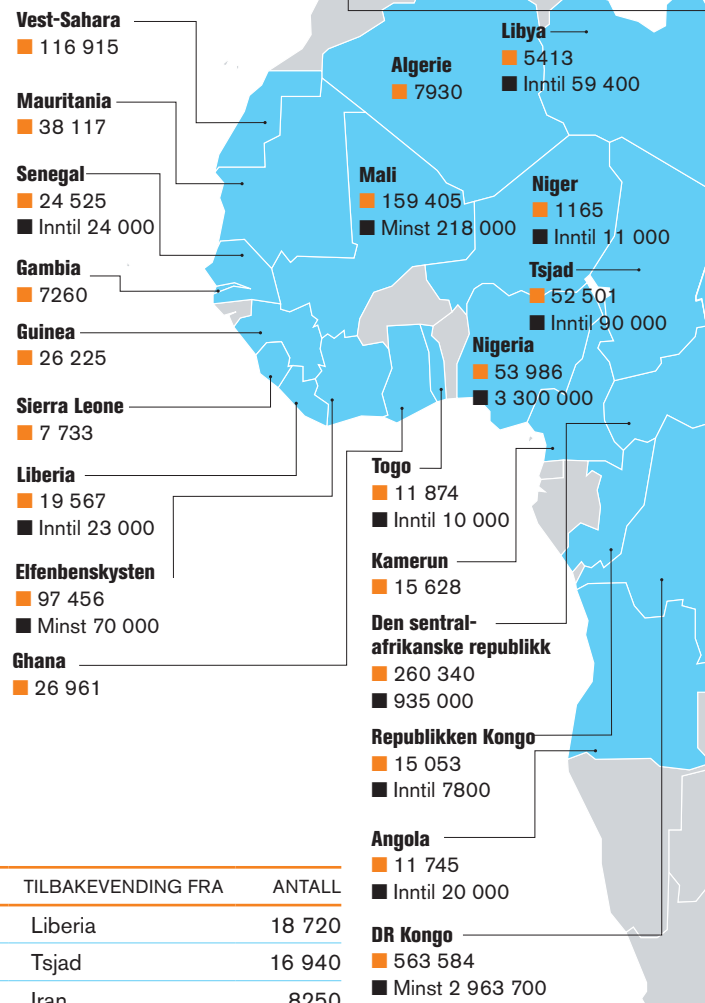 Vest-Sahara
116 915
Mauritania
38 117
Senegal
24 525
Inntil 24 000
Gambia
7260
Guinea
26 225
Sierra Leone
7 733
Liberia
19 567
Inntil 23 000
Elfenbenskysten
97 456
Minst 70 000
Ghana
26 961
Libya
5413
Inntil 59 400
Algerie
7930
Mali
159 405
Minst 218 000
Niger
1165
Inntil 11 000
Tsjad
52 501
Inntil 90 000
Nigeria
53 986
3 300 000
Togo
11 874
Inntil 10 000
Kamerun
15 628
Den sentral-
afrikanske republikk
260 340
935 000
Republikken Kongo
15 053
Inntil 7800
Angola
11 745
Inntil 20 000
DR Kongo
563 584
Minst 2 963 700
TILBAKEVENDING FRA ANTALL
Liberia 18 720
Tsjad 16 940
Iran 8250